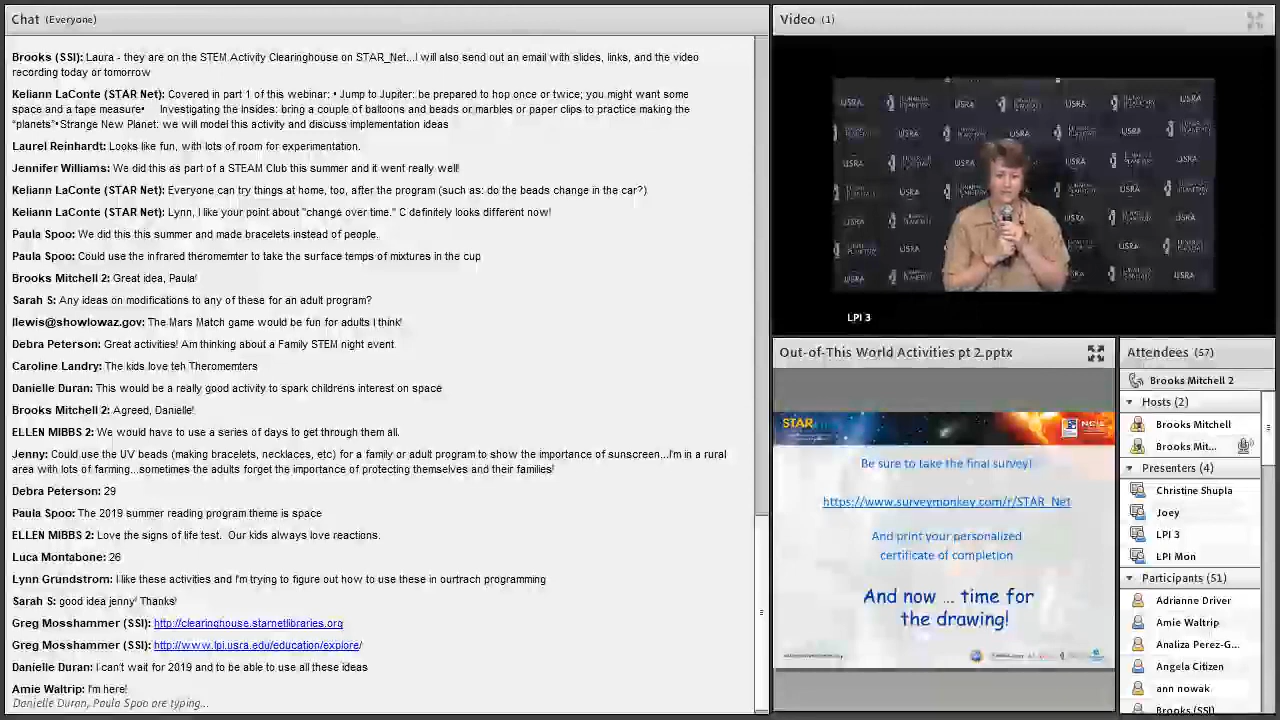 Chat (Everyone)
Brooks (SSI): Laura - they are on the STEM Activity Clearinghouse on STAR_Net...I will also send out an email with slides, links, and the video
recording today or tomorrow
Keliann LaConte (STAR Net): Covered in part 1 of this webinar: • Jump to Jupiter: be prepared to hop once or twice; you might want some
space and a tape measure• Investigating the Insides: bring a couple of balloons and beads or marbles or paper clips to practice making the
"planets"•Strange New Planet: we will model this activity and discuss implementation ideas
Laurel Reinhardt: Looks like fun, with lots of room for experimentation.
Jennifer Williams: We did this as part of a STEAM Club this summer and it went really well!
Keliann LaConte (STAR Net): Everyone can try things at home, too, after the program (such as: do the beads change in the car?)
Keliann LaConte (STAR Net): Lynn, I like your point about "change over time." C definitely looks different now!
Paula Spoo: We did this this summer and made bracelets instead of people.
Paula Spoo: Could use the infrared theromemter to take the surface temps of mixtures in the cup
Brooks Mitchell 2: Great idea, Paula!
Sarah S: Any ideas on modifications to any of these for an adult program?
llewis@showlowaz.gov: The Mars Match game would be fun for adults I think!
Debra Peterson: Great activities! Am thinking about a Family STEM night event.
Caroline Landry: The kids love teh Theromemters
Danielle Duran: This would be a really good activity to spark childrens interest on space
Brooks Mitchell 2: Agreed, Danielle!
ELLEN MIBBS 2: We would have to use a series of days to get through them all.
Jenny: Could use the UV beads (making bracelets, necklaces, etc) for a family or adult program to show the importance of sunscreen...I'm in a rural
area with lots of farming...sometimes the adults forget the importance of protecting themselves and their families!
Debra Peterson: 29
Paula Spoo: The 2019 summer reading program theme is space
ELLEN MIBBS 2: Love the signs of life test. Our kids always love reactions.
Luca Montabone: 26
Lynn Grundstrom: I like these activities and I'm trying to figure out how to use these in ourtrach programming
Sarah S: good idea jenny! Thanks!
Greg Mosshammer (SSI): http://clearinghouse.starnetlibraries.org
Greg Mosshammer (SSI): http://www.lpi.usra.edu/education/explore/
Danielle Duran: I can't wait for 2019 and to be able to use all these ideas
Amie Waltrip: I'm here!
Danielle Duran, Paula Spoo are typing...
Video (1)
USRA
LPI 3
Out-of-This World Activities pt 2.pptx
STAR
Be sure to take the final survey!
https://www.surveymonkey.com/r/STAR_Net
And print your personalized
certificate of completion
And now ... time for
the drawing!
Attendees (57)
Brooks Mitchell 2
Hosts (2)
Brooks Mitchell
Brooks Mit...
Presenters (4)
Christine Shupla
Joey
LPI 3
LPI Mon
Participants (51)
Adrianne Driver
Amie Waltrip
Analiza Perez-G...
Angela Citizen
ann nowak
Brooks (SSI)